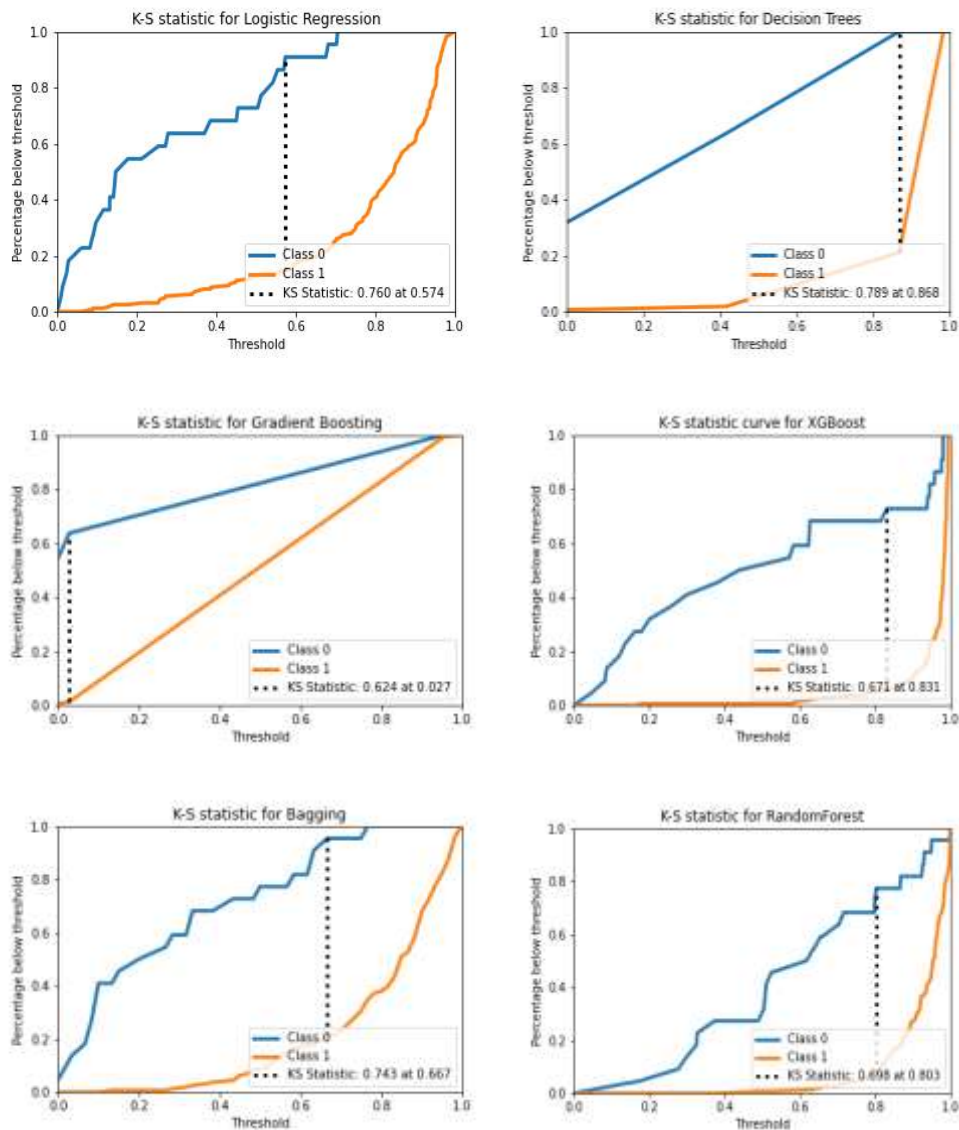 K-S statistic for Logistic Regression
1.0
0.8
0.6
0.4
0.2
0.0
Percentage below threshold
Class 0
Class 1
KS Statistic: 0.760 at 0.574
0.0 0.2 0.4 0.6 0.8 1.0
Threshold
K-S statistic for Decision Trees
1.0
0.8
0.6
0.4
0.2
0.0
Percentage below threshold
Class 0
Class 1
KS Statistic: 0.789 at 0.868
0.0 0.2 0.4 0.6 0.8 1.0
Threshold
K-S statistic for Gradient Boosting
1.0
0.8
0.6
0.4
0.2
0.0
Percentage below threshold
Class 0
Class 1
KS Statistic: 0.624 at 0.027
0.0 0.2 0.4 0.6 0.8 1.0
Threshold
K-S statistic curve for XGBoost
1.0
0.8
0.6
0.4
0.2
0.0
Percentage below threshold
Class 0
Class 1
KS Statistic: 0.671 at 0.831
0.0 0.2 0.4 0.6 0.8 1.0
Threshold
K-S statistic for Bagging
1.0
0.8
0.6
0.4
0.2
0.0
Percentage below threshold
Class 0
Class 1
KS Statistic: 0.743 at 0.667
0.0 0.2 0.4 0.6 0.8 1.0
Threshold
K-S statistic for RandomForest
1.0
0.8
0.6
0.4
0.2
0.0
Percentage below threshold
Class 0
Class 1
KS Statistic: 0.698 at 0.803
0.0 0.2 0.4 0.6 0.8 1.0
Threshold